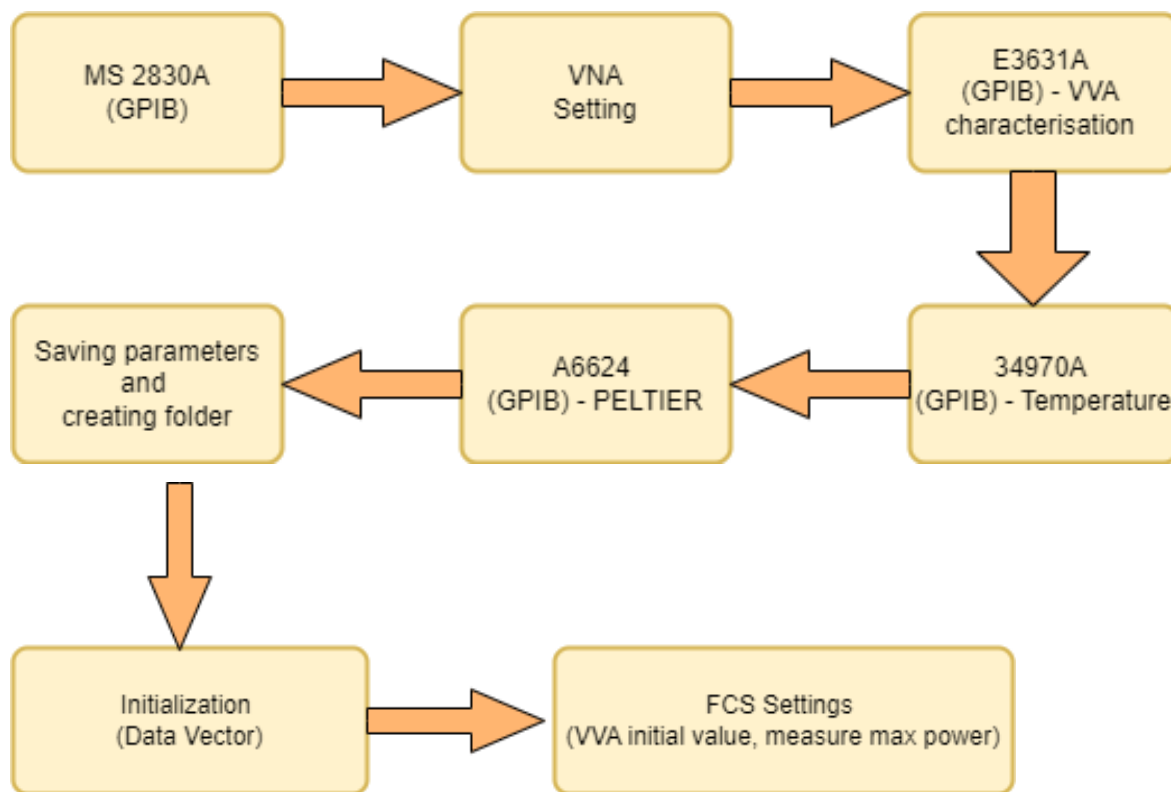 MS 2830A
(GPIB)
VNA
Setting
E3631A
(GPIB) - VVA
characterisation
34970A
(GPIB) - Temperature
A6624
(GPIB) - PELTIER
Saving parameters
and
creating folder
Initialization
(Data Vector)
FCS Settings
(VVA initial value, measure max power)